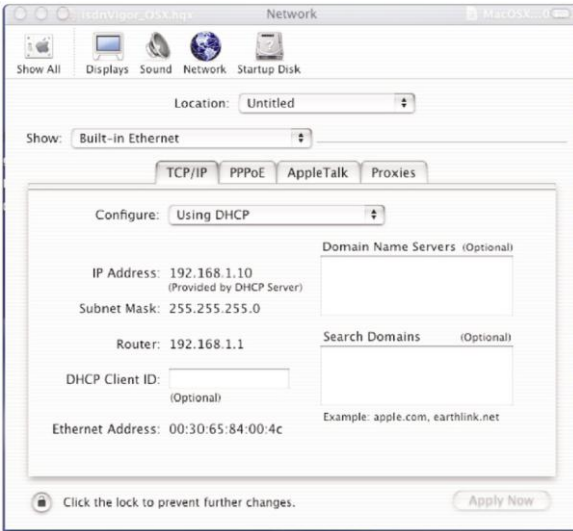 isdnVigor_OSX.hqx Network MacOSX...0
Show All Displays Sound Network Startup Disk
Location: Untitled
Show: Built-in Ethernet
TCP/IP PPPoE AppleTalk Proxies
Configure: Using DHCP
Domain Name Servers (Optional)
IP Address: 192.168.1.10
(Provided by DHCP Server)
Subnet Mask: 255.255.255.0
Router: 192.168.1.1
Search Domains (Optional)
DHCP Client ID:
(Optional)
Example: apple.com, earthlink.net
Ethernet Address: 00:30:65:84:00:4c
Click the lock to prevent further changes.
Apply Now